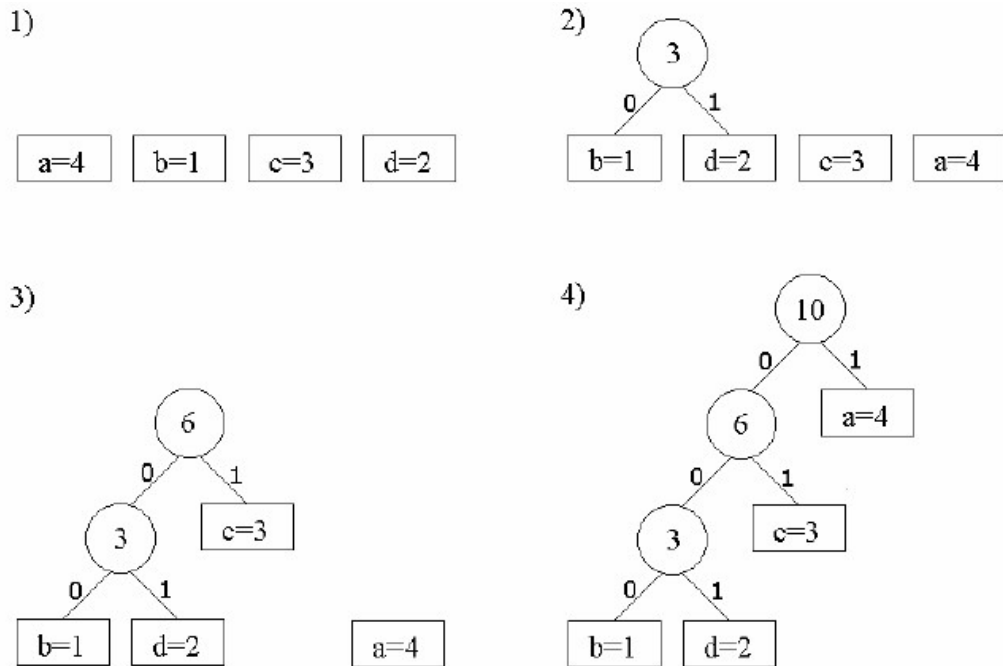 1)
a=4 b=1 c=3 d=2
2)
3
0 1
b=1 d=2 c=3 a=4
3)
6
0 1
3 c=3
0 1
b=1 d=2 a=4
4)
10
0 1
6 a=4
0 1
3 c=3
0 1
b=1 d=2